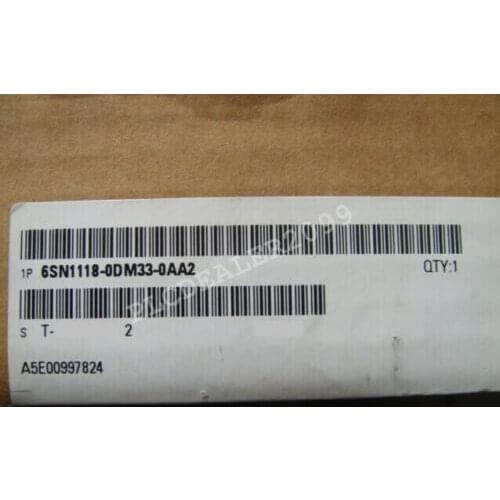 1P 6SN1118-0DM33-0AA2 QTY:1
S T- 2
A5E00997824
PLCDEALER2099